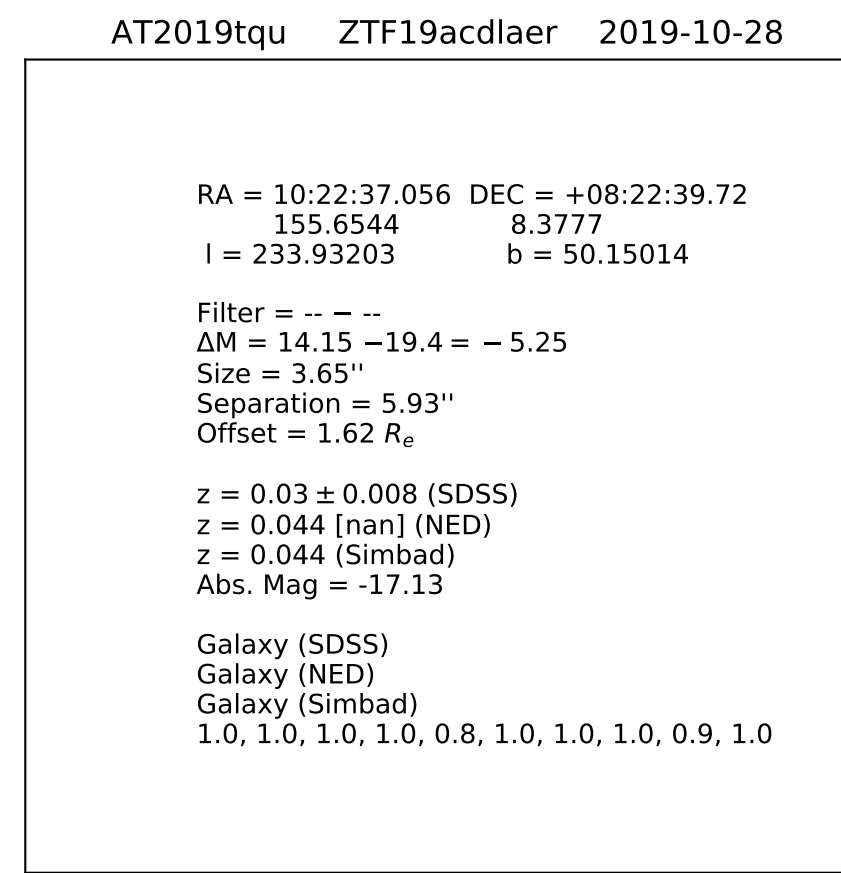 AT2019tqu ZTF19acdlaer 2019-10-28
RA = 10:22:37.056 DEC = +08:22:39.72
155.6544 8.3777
l = 233.93203 b = 50.15014
Filter = -- − --
ΔM = 14.15 −19.4 = − 5.25
Size = 3.65''
Separation = 5.93''
Offset = 1.62 Rₑ
z = 0.03 ± 0.008 (SDSS)
z = 0.044 [nan] (NED)
z = 0.044 (Simbad)
Abs. Mag = -17.13
Galaxy (SDSS)
Galaxy (NED)
Galaxy (Simbad)
1.0, 1.0, 1.0, 1.0, 0.8, 1.0, 1.0, 1.0, 0.9, 1.0